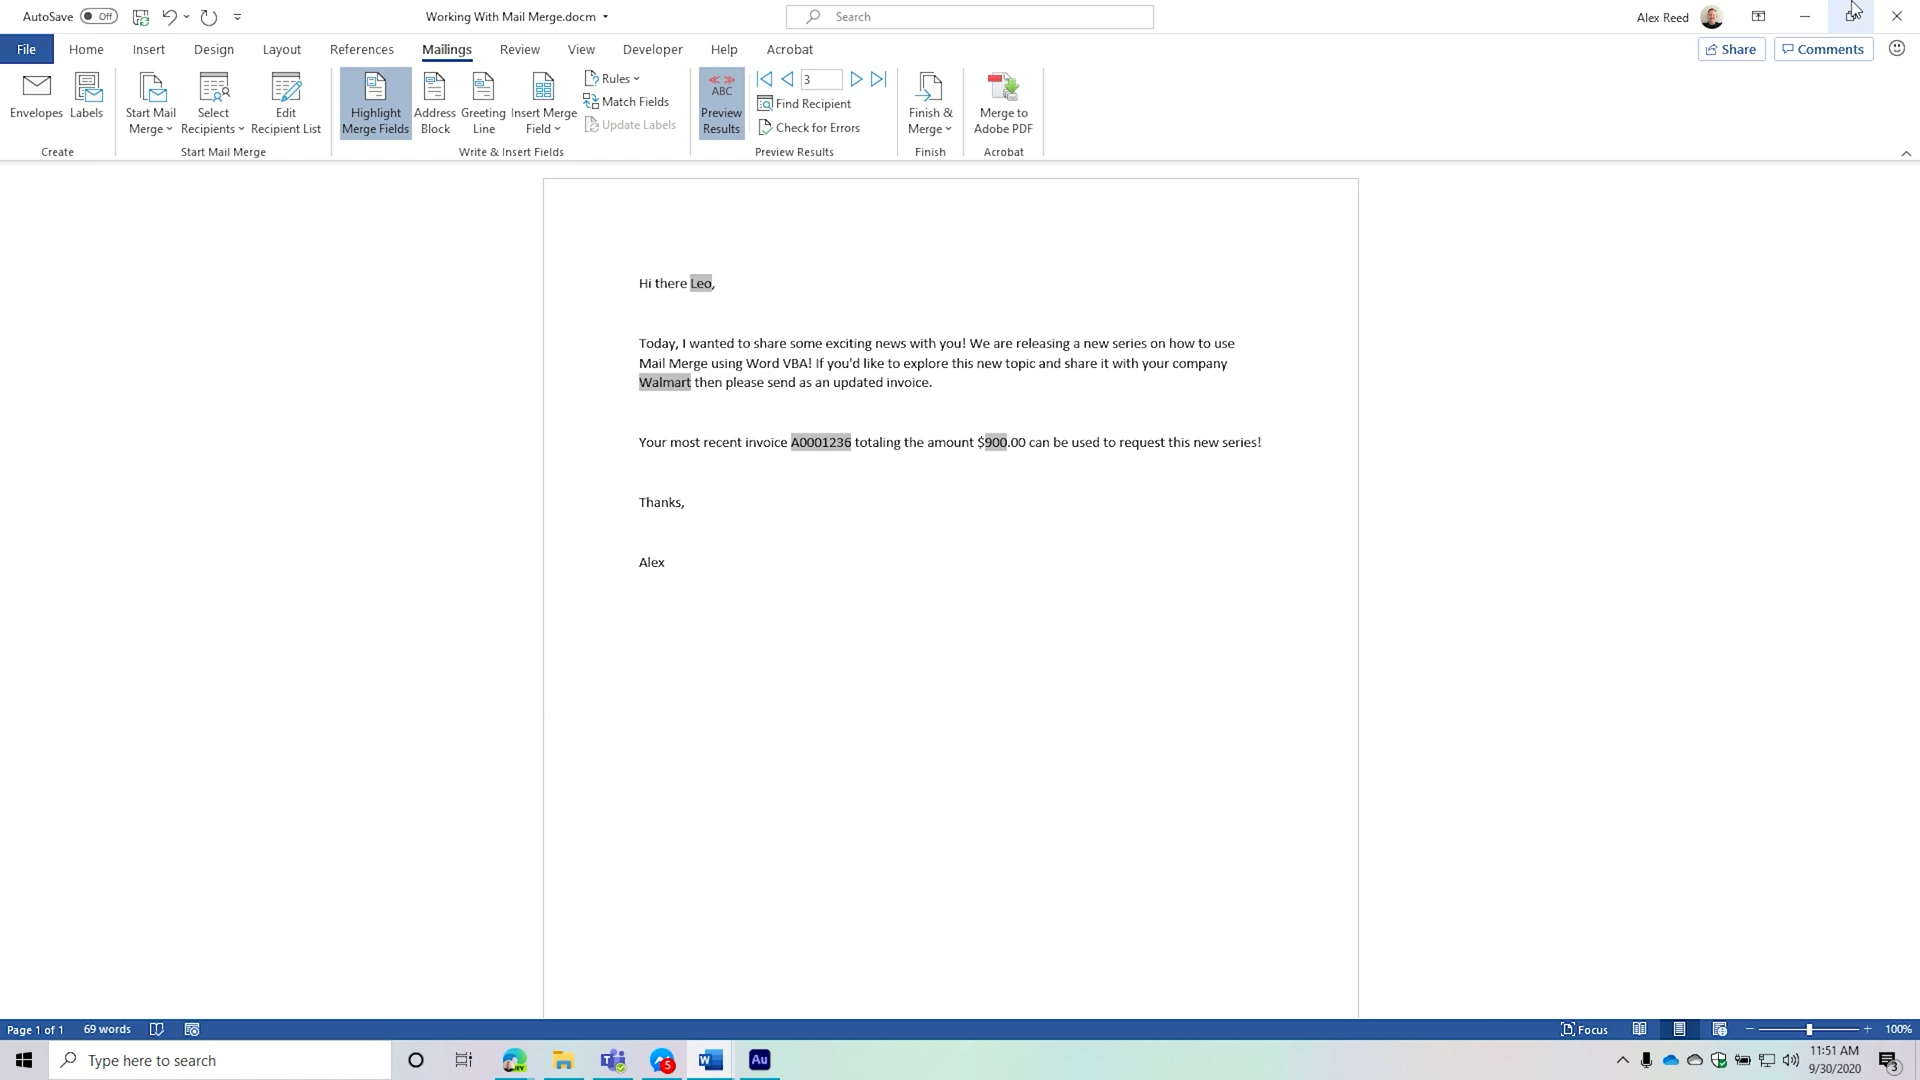 AutoSave Off Working With Mail Merge.docm Search Alex Reed
File Home Insert Design Layout References Mailings Review View Developer Help Acrobat Share Comments
Envelopes
Labels
Create
Start Mail
Merge
Select
Recipients
Edit
Recipient List
Start Mail Merge
Highlight
Merge Fields
Address
Block
Greeting
Line
Insert Merge
Field
Rules
Match Fields
Update Labels
Write & Insert Fields
ABC
Preview
Results
3
Find Recipient
Check for Errors
Preview Results
Finish &
Merge
Finish
Merge to
Adobe PDF
Acrobat
Hi there Leo,
Today, I wanted to share some exciting news with you! We are releasing a new series on how to use
Mail Merge using Word VBA! If you'd like to explore this new topic and share it with your company
Walmart then please send as an updated invoice.
Your most recent invoice A0001236 totaling the amount $900.00 can be used to request this new series!
Thanks,
Alex
Page 1 of 1 69 words Focus 100%
Type here to search
5
Au
11:51 AM
9/30/2020
3